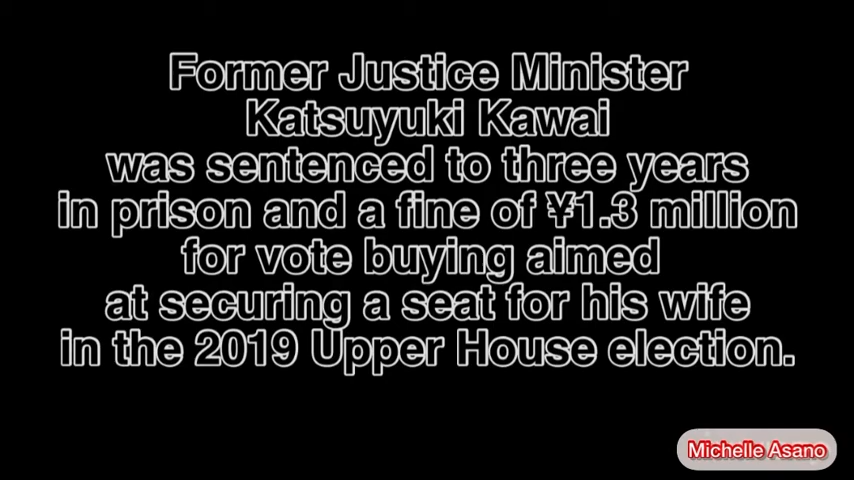 Former Justice Minister
Katsuyuki Kawai
was sentenced to three years
in prison and a fine of ¥1.3 million
for vote buying aimed
at securing a seat for his wife
in the 2019 Upper House election.
Michelle Asano